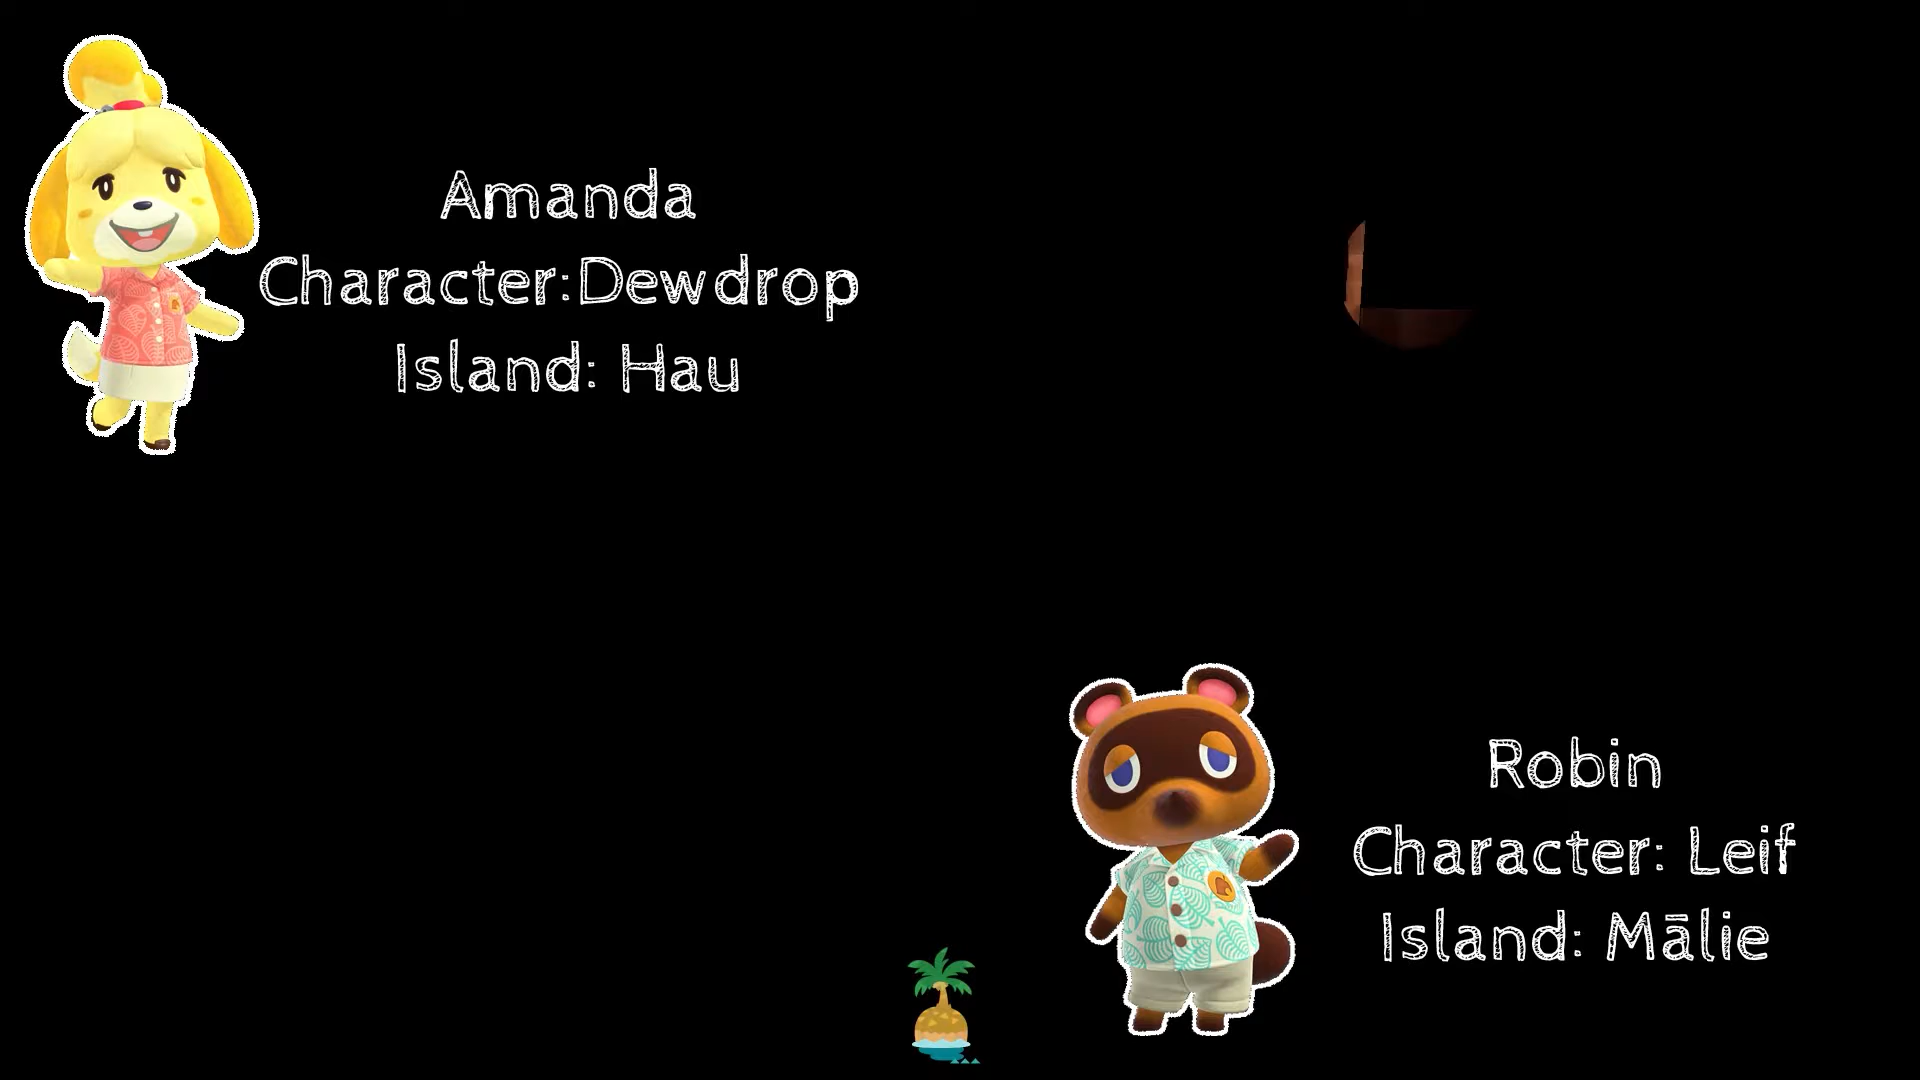 Amanda
Character:Dewdrop
Island: Hau
Robin
Character: Leif
Island: Mālie